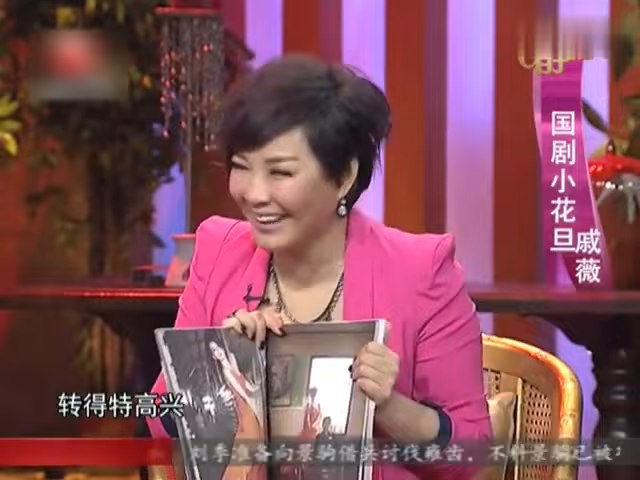 国剧小花旦
戚薇
转得特高兴
刘季准备向景驹借兵讨伐雍齿，不料景驹已被